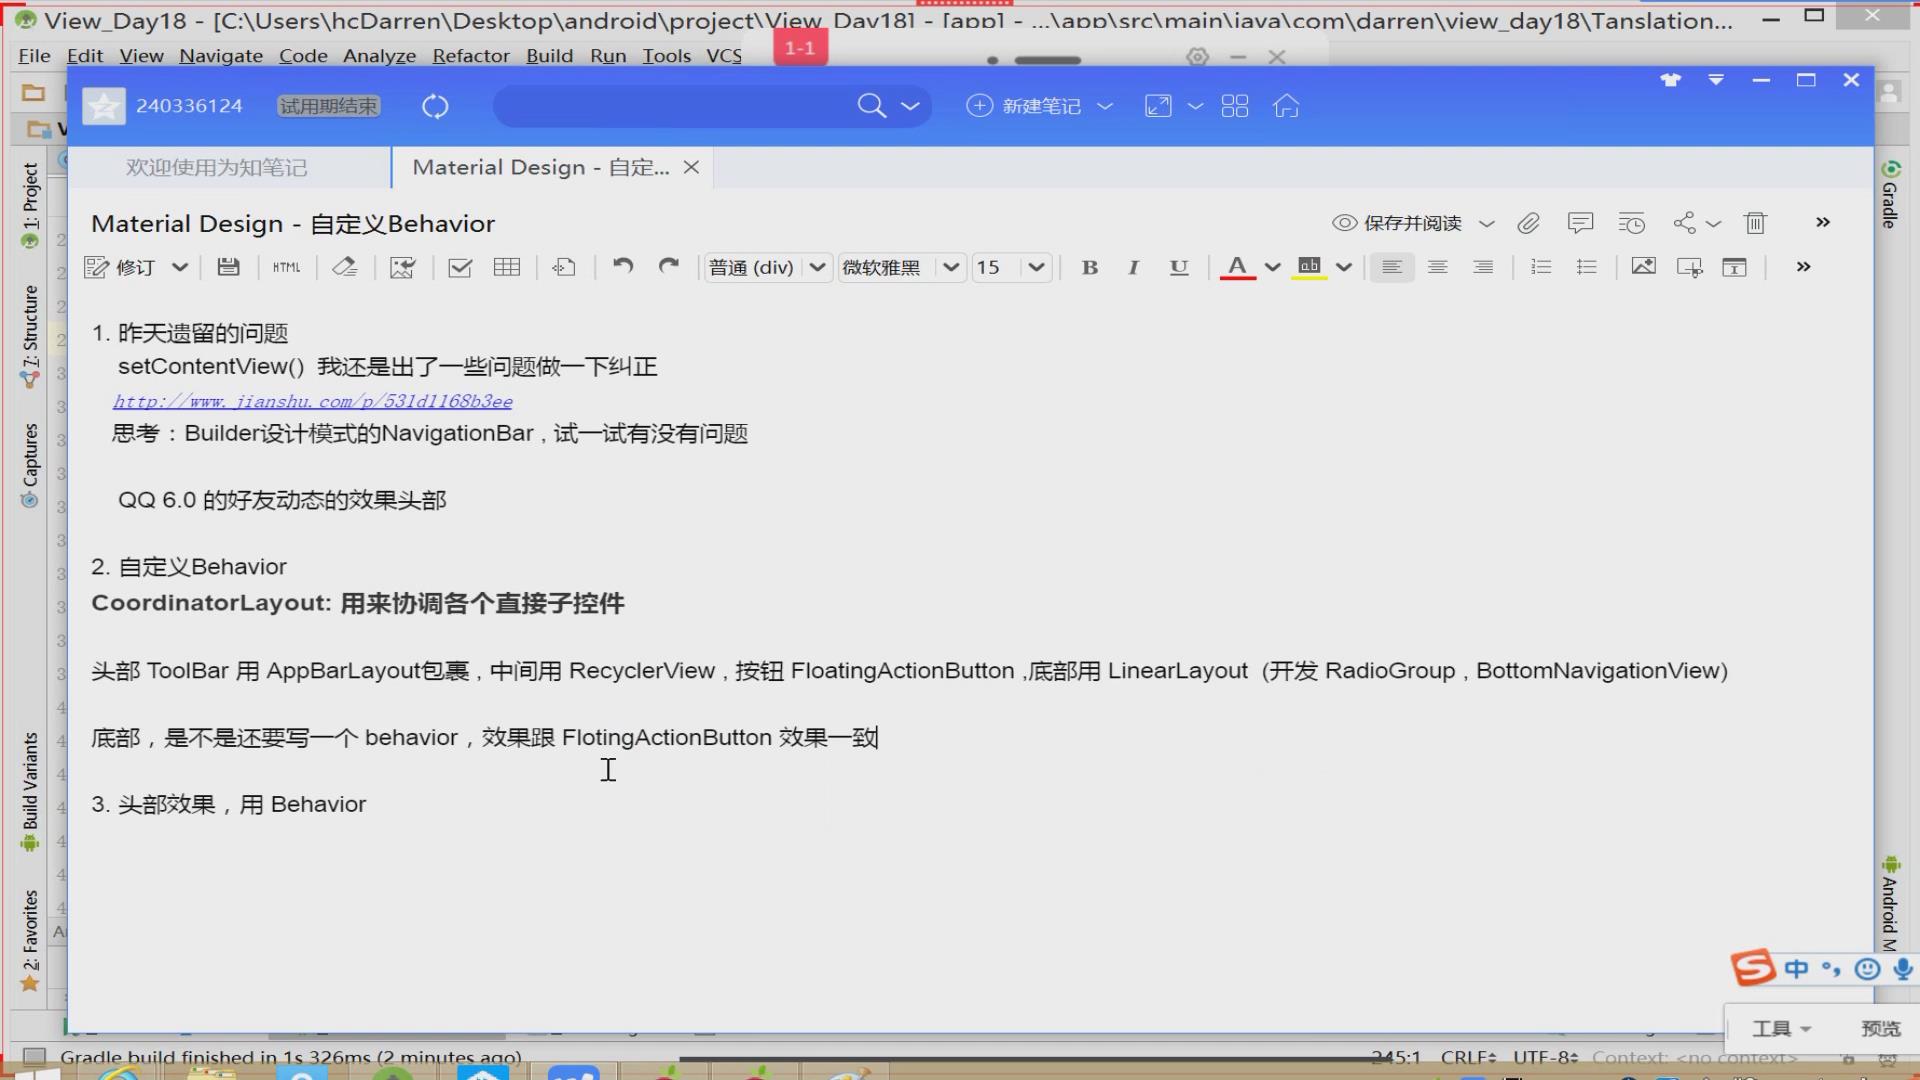 View_Day18 - [C:\Users\hcDarren\Desktop\android\project\View_Day18] - [app] - ...\app\src\main\java\com\darren\view_day18\Tanslation...
File Edit View Navigate Code Analyze Refactor Build Run Tools VCS
1-1
240336124 试用期结束 新建笔记
欢迎使用为知笔记 Material Design - 自定...
Material Design - 自定义Behavior 保存并阅读
修订 HTML 普通 (div) 微软雅黑 15 B I U A ab
1. 昨天遗留的问题
setContentView() 我还是出了一些问题做一下纠正
http://www.jianshu.com/p/531d1168b3ee
思考：Builder设计模式的NavigationBar , 试一试有没有问题
QQ 6.0 的好友动态的效果头部
2. 自定义Behavior
CoordinatorLayout: 用来协调各个直接子控件
头部 ToolBar 用 AppBarLayout包裹 , 中间用 RecyclerView , 按钮 FloatingActionButton ,底部用 LinearLayout (开发 RadioGroup , BottomNavigationView)
底部，是不是还要写一个 behavior，效果跟 FlotingActionButton 效果一致
3. 头部效果，用 Behavior
1: Project
7: Structure
Captures
Build Variants
2: Favorites
Gradle
Android M
中
工具 预览
Gradle build finished in 1s 326ms (2 minutes ago) 245:1 CRLF UTF-8 Context: <no context>